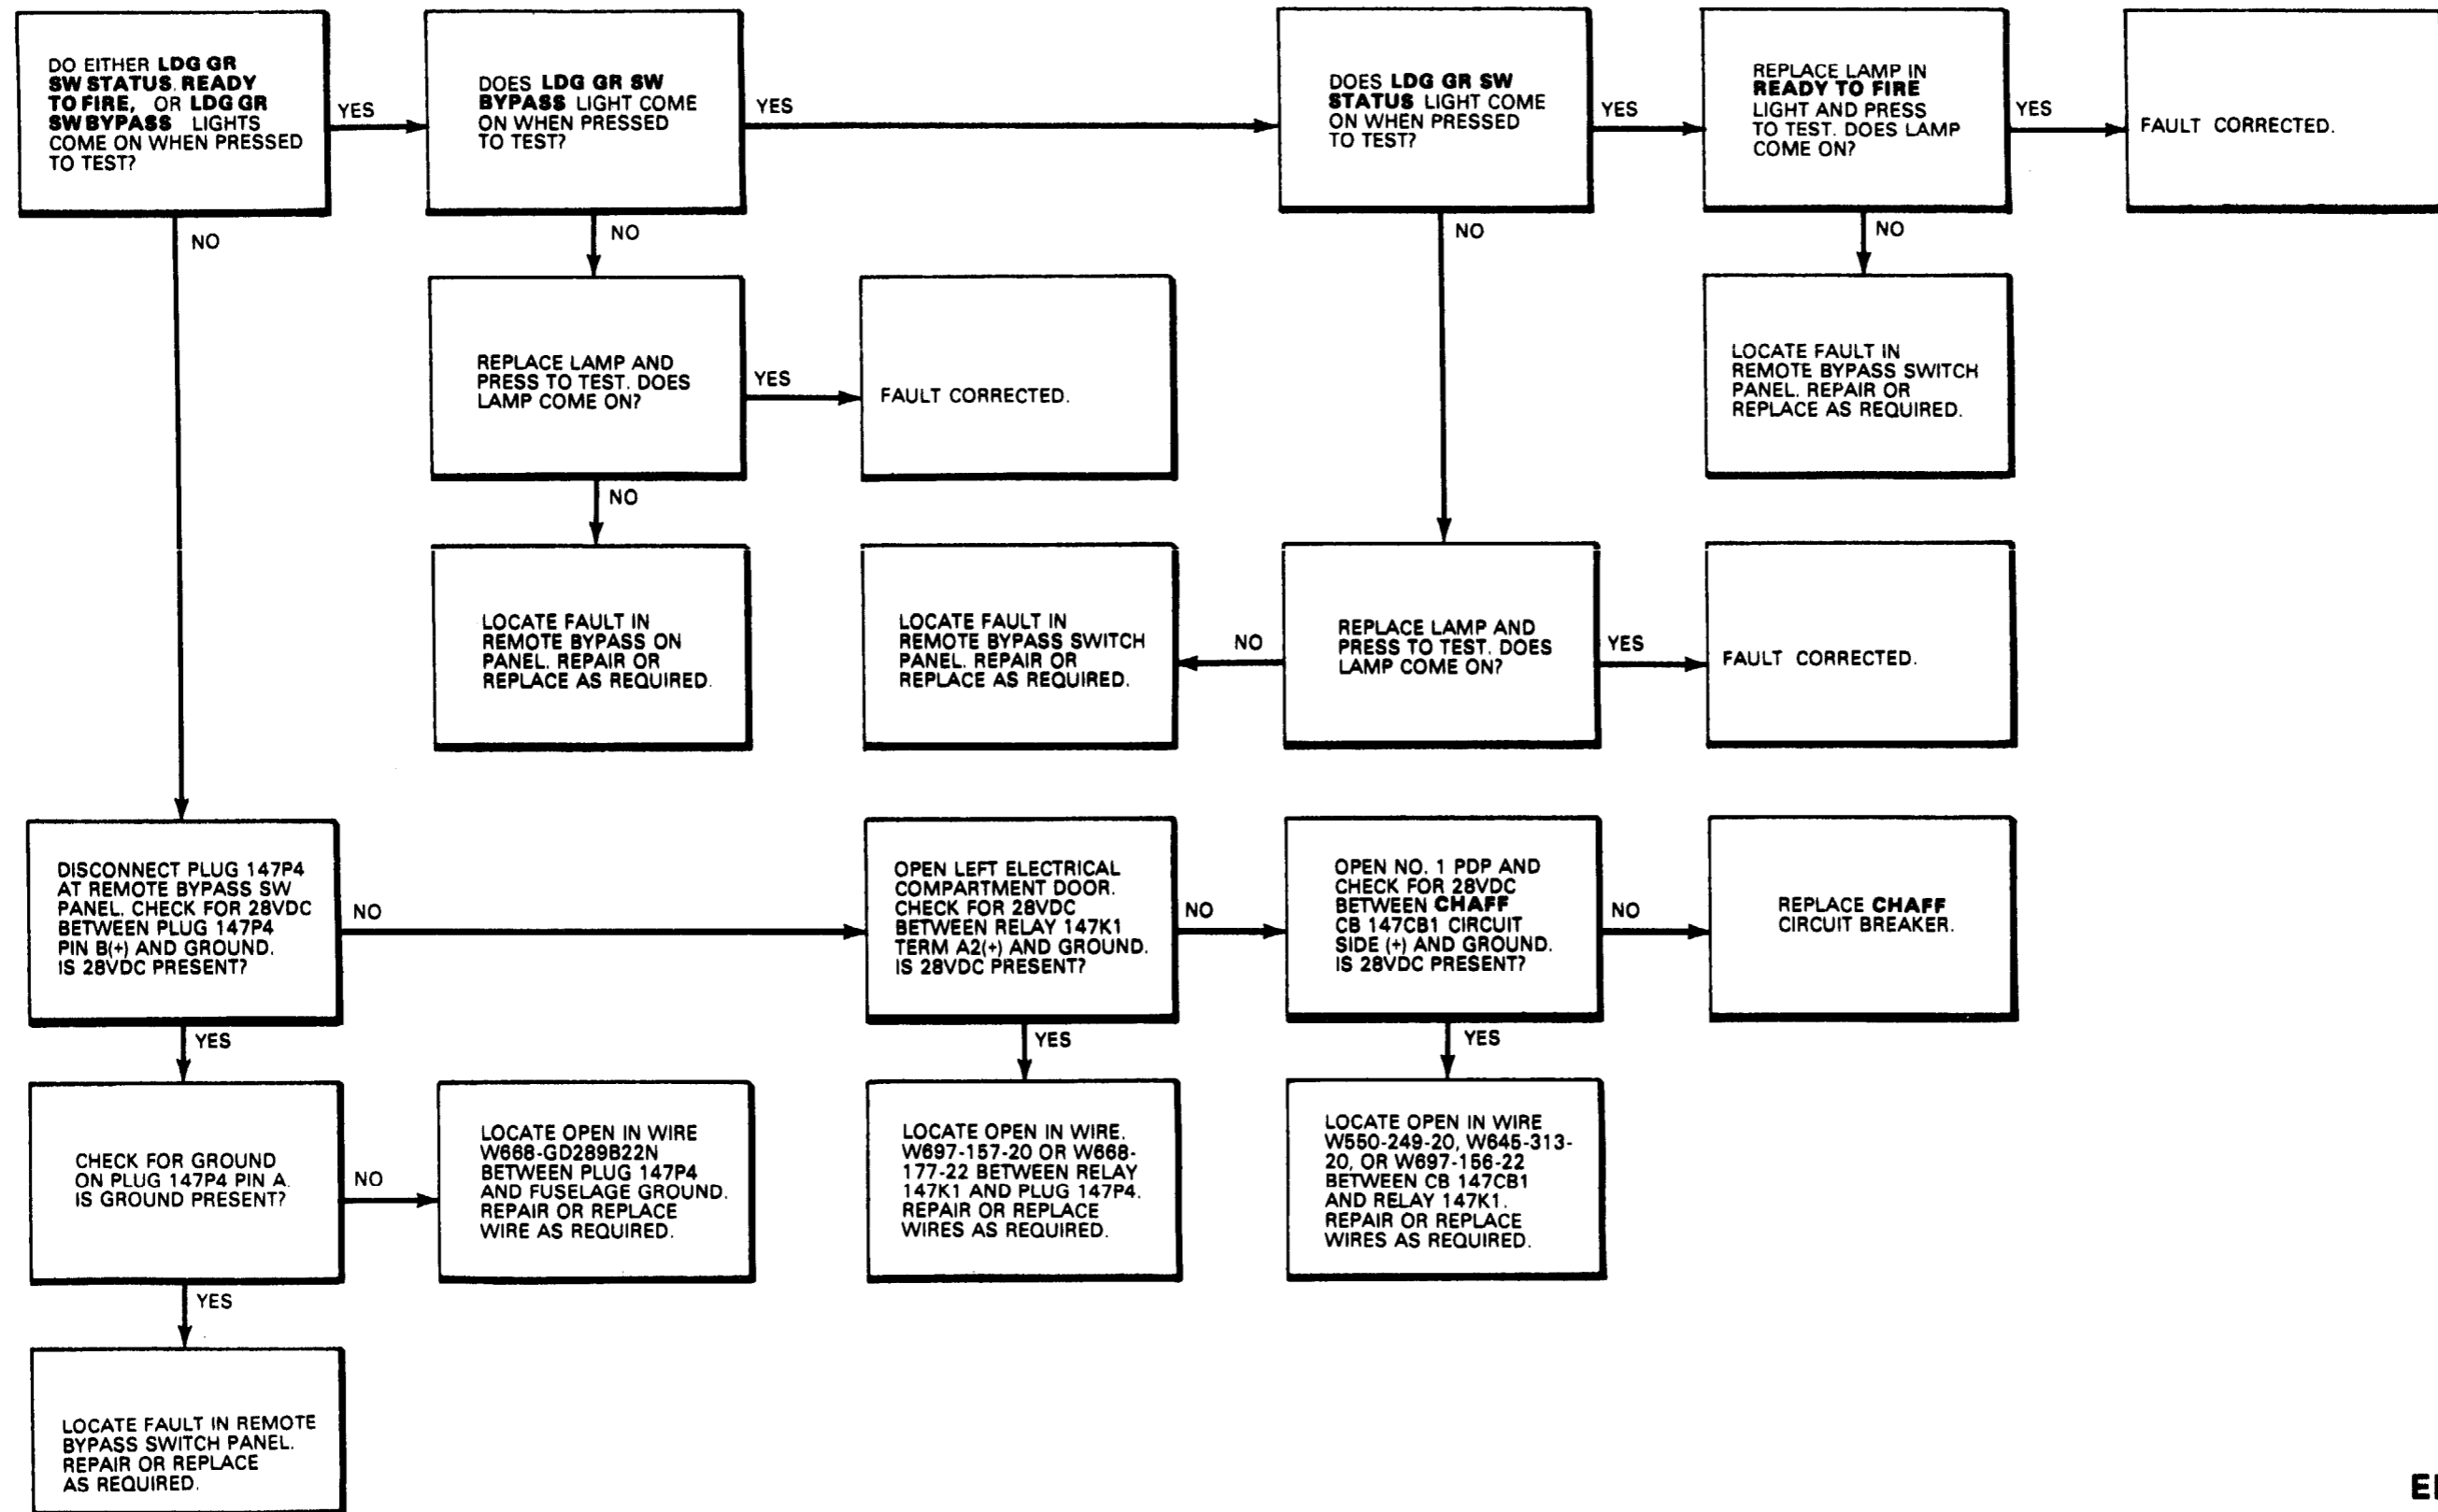 DO EITHER LDG GR
SW STATUS, READY
TO FIRE, OR LDG GR
SW BYPASS LIGHTS
COME ON WHEN PRESSED
TO TEST?
YES
NO
DOES LDG GR SW
BYPASS LIGHT COME
ON WHEN PRESSED
TO TEST?
YES
NO
DOES LDG GR SW
STATUS LIGHT COME
ON WHEN PRESSED
TO TEST?
YES
NO
REPLACE LAMP IN
READY TO FIRE
LIGHT AND PRESS
TO TEST. DOES LAMP
COME ON?
YES
NO
FAULT CORRECTED.
REPLACE LAMP AND
PRESS TO TEST. DOES
LAMP COME ON?
YES
NO
FAULT CORRECTED.
LOCATE FAULT IN
REMOTE BYPASS SWITCH
PANEL. REPAIR OR
REPLACE AS REQUIRED.
LOCATE FAULT IN
REMOTE BYPASS ON
PANEL. REPAIR OR
REPLACE AS REQUIRED.
LOCATE FAULT IN
REMOTE BYPASS SWITCH
PANEL. REPAIR OR
REPLACE AS REQUIRED.
NO
REPLACE LAMP AND
PRESS TO TEST. DOES
LAMP COME ON?
YES
FAULT CORRECTED.
DISCONNECT PLUG 147P4
AT REMOTE BYPASS SW
PANEL. CHECK FOR 28VDC
BETWEEN PLUG 147P4
PIN B(+) AND GROUND.
IS 28VDC PRESENT?
NO
YES
OPEN LEFT ELECTRICAL
COMPARTMENT DOOR.
CHECK FOR 28VDC
BETWEEN RELAY 147K1
TERM A2(+) AND GROUND.
IS 28VDC PRESENT?
NO
YES
OPEN NO. 1 PDP AND
CHECK FOR 28VDC
BETWEEN CHAFF
CB 147CB1 CIRCUIT
SIDE (+) AND GROUND.
IS 28VDC PRESENT?
NO
YES
REPLACE CHAFF
CIRCUIT BREAKER.
CHECK FOR GROUND
ON PLUG 147P4 PIN A.
IS GROUND PRESENT?
NO
YES
LOCATE OPEN IN WIRE
W668-GD289B22N
BETWEEN PLUG 147P4
AND FUSELAGE GROUND.
REPAIR OR REPLACE
WIRE AS REQUIRED.
LOCATE OPEN IN WIRE.
W697-157-20 OR W668-
177-22 BETWEEN RELAY
147K1 AND PLUG 147P4.
REPAIR OR REPLACE
WIRES AS REQUIRED.
LOCATE OPEN IN WIRE
W550-249-20, W645-313-
20, OR W697-156-22
BETWEEN CB 147CB1
AND RELAY 147K1.
REPAIR OR REPLACE
WIRES AS REQUIRED.
LOCATE FAULT IN REMOTE
BYPASS SWITCH PANEL.
REPAIR OR REPLACE
AS REQUIRED.